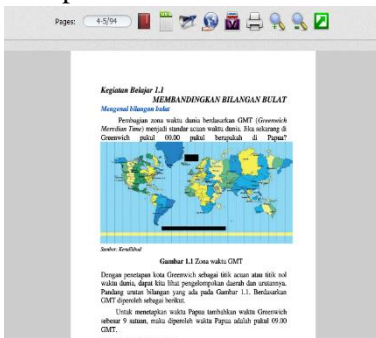 Pages: 4-5/94
Kegiatan Belajar 1.1
MEMBANDINGKAN BILANGAN BULAT
Mengenal bilangan bulat
Pembagian zona waktu dunia berdasarkan GMT (Greenwich
Merridian Time) menjadi standar acuan waktu dunia. Jika sekarang di
Greenwich pukul 00.00 pukul berapakah di Papua?
Sumber:
Gambar 1.1 Zona waktu GMT
Dengan penetapan kota Greenwich sebagai titik acuan atau titik nol
waktu dunia, dapat kita lihat pengelompokan daerah dan urutannya.
Pandang urutan bilangan yang ada pada Gambar 1.1. Berdasarkan
GMT diperoleh sebagai berikut.
Untuk menetapkan waktu Papua tambahkan waktu Greenwich
sebesar 9 satuan, maka diperoleh waktu Papua adalah pukul 09.00
GMT.